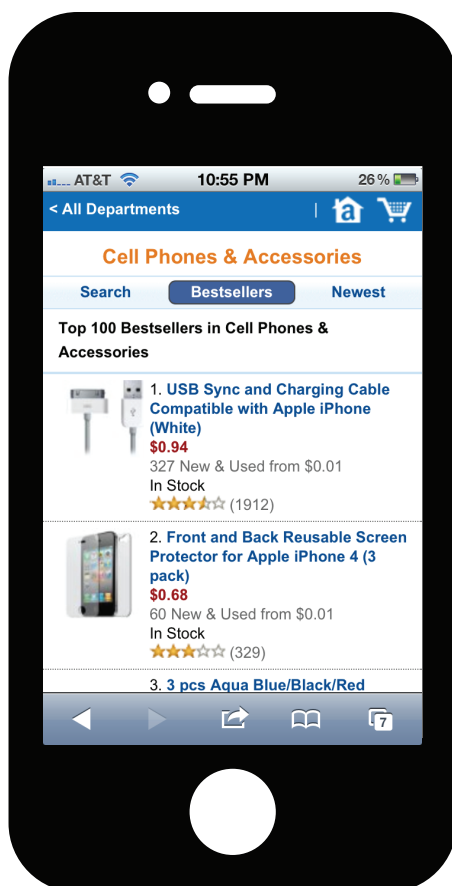 AT&T 10:55 PM 26%
< All Departments | a
Cell Phones & Accessories
Search Bestsellers Newest
Top 100 Bestsellers in Cell Phones &
Accessories
1. USB Sync and Charging Cable
Compatible with Apple iPhone
(White)
$0.94
327 New & Used from $0.01
In Stock
(1912)
2. Front and Back Reusable Screen
Protector for Apple iPhone 4 (3
pack)
$0.68
60 New & Used from $0.01
In Stock
(329)
3. 3 pcs Aqua Blue/Black/Red
7